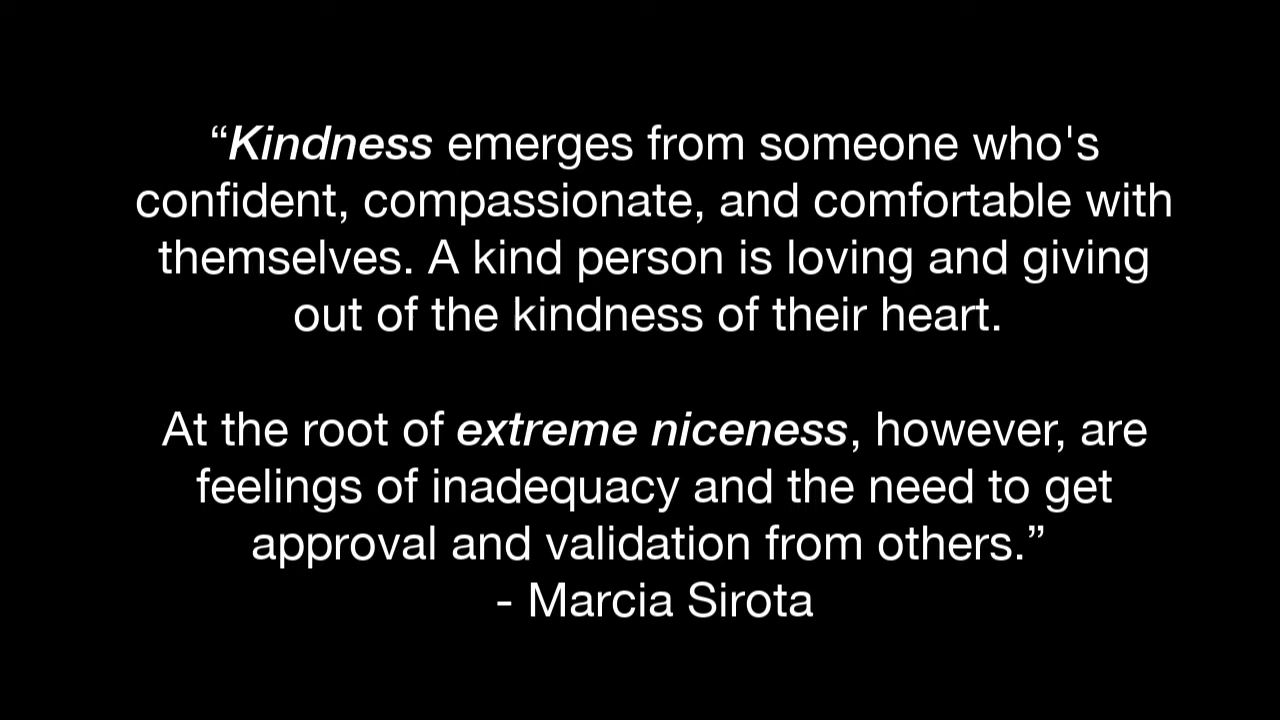 “Kindness emerges from someone who's
confident, compassionate, and comfortable with
themselves. A kind person is loving and giving
out of the kindness of their heart.
At the root of extreme niceness, however, are
feelings of inadequacy and the need to get
approval and validation from others.”
- Marcia Sirota